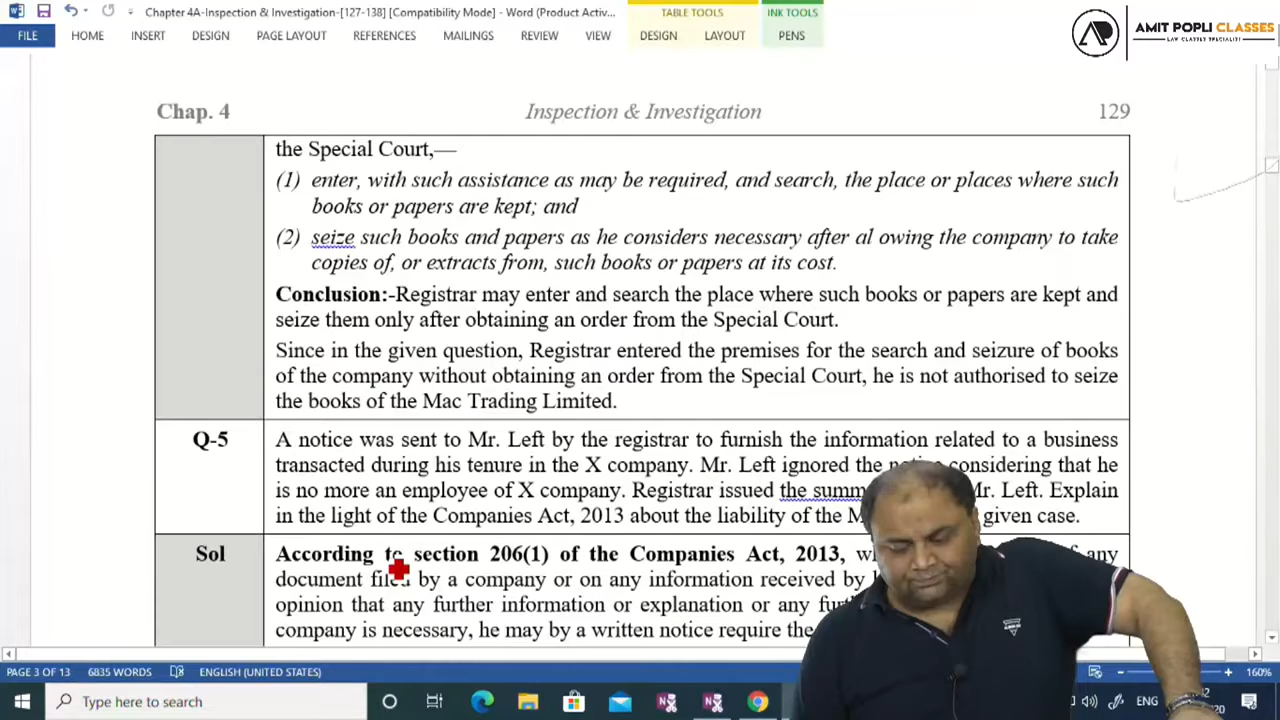 Chapter 4A-Inspection & Investigation-[127-138] [Compatibility Mode] - Word (Product Activ...
TABLE TOOLS
INK TOOLS
FILE
HOME
INSERT
DESIGN
PAGE LAYOUT
REFERENCES
MAILINGS
REVIEW
VIEW
DESIGN
LAYOUT
PENS
AMIT POPLI CLASSES
LAW CLASSES SPECIALIST
Chap. 4
Inspection & Investigation
129
the Special Court,—
(1) enter, with such assistance as may be required, and search, the place or places where such
books or papers are kept; and
(2) seize such books and papers as he considers necessary after al owing the company to take
copies of, or extracts from, such books or papers at its cost.
Conclusion:-Registrar may enter and search the place where such books or papers are kept and
seize them only after obtaining an order from the Special Court.
Since in the given question, Registrar entered the premises for the search and seizure of books
of the company without obtaining an order from the Special Court, he is not authorised to seize
the books of the Mac Trading Limited.
Q-5
A notice was sent to Mr. Left by the registrar to furnish the information related to a business
transacted during his tenure in the X company. Mr. Left ignored the considering that he
is no more an employee of X company. Registrar issued the Mr. Left. Explain
in the light of the Companies Act, 2013 about the liability of the given case.
Sol
According to section 206(1) of the Companies Act, 2013, any
document filed by a company or on any information received by
opinion that any further information or explanation or any
company is necessary, he may by a written notice require the
PAGE 3 OF 13
6835 WORDS
ENGLISH (UNITED STATES)
160%
Type here to search
ENG